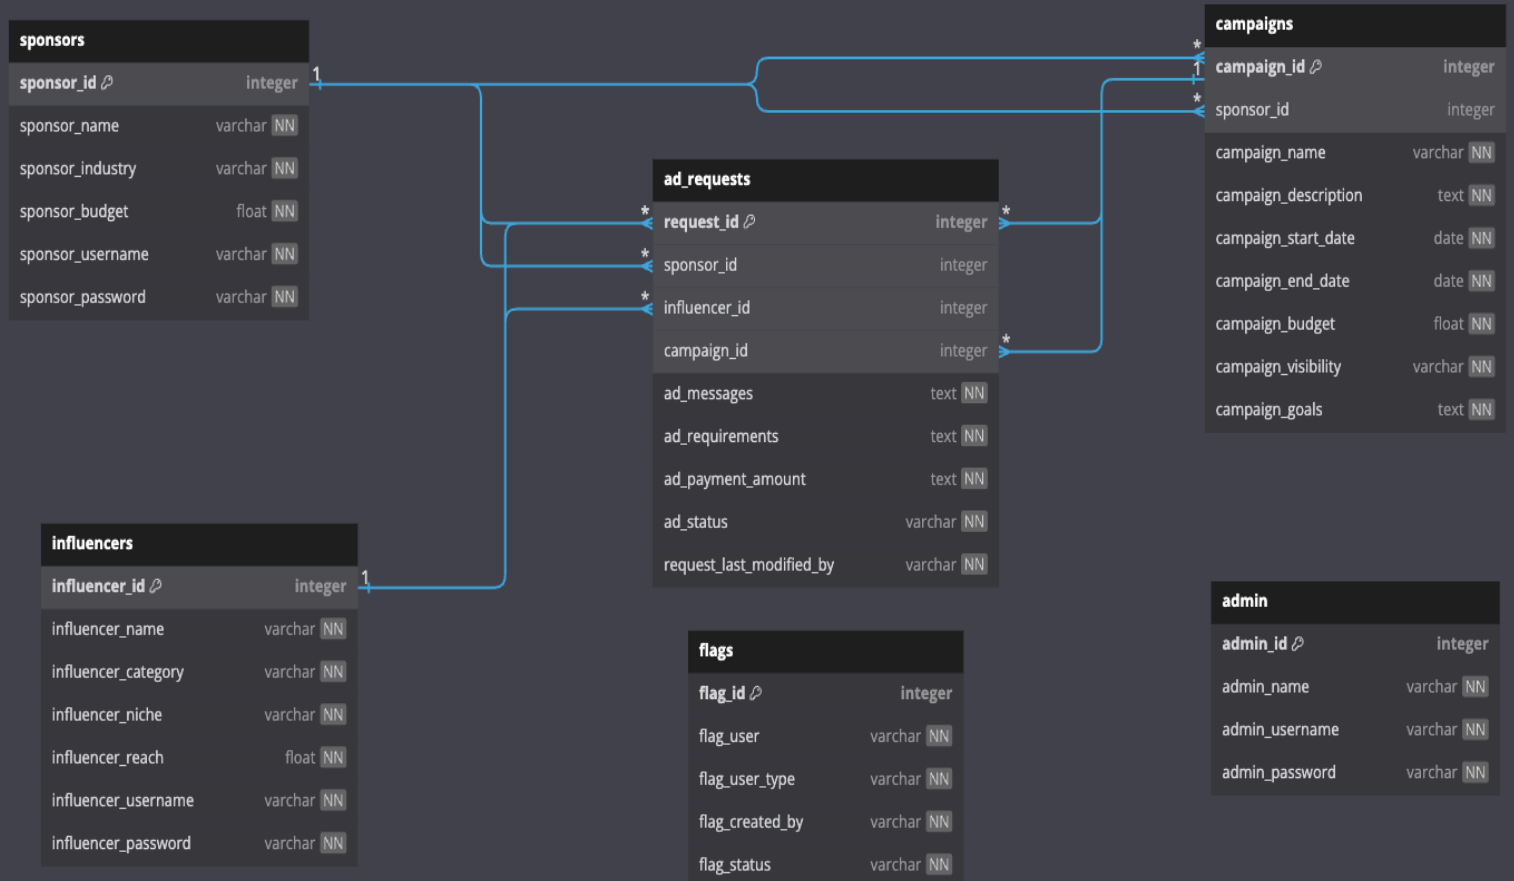 sponsors
sponsor_id integer
sponsor_name varchar NN
sponsor_industry varchar NN
sponsor_budget float NN
sponsor_username varchar NN
sponsor_password varchar NN
1
campaigns
campaign_id integer
sponsor_id integer
campaign_name varchar NN
campaign_description text NN
campaign_start_date date NN
campaign_end_date date NN
campaign_budget float NN
campaign_visibility varchar NN
campaign_goals text NN
*
1
*
ad_requests
request_id integer
sponsor_id integer
influencer_id integer
campaign_id integer
ad_messages text NN
ad_requirements text NN
ad_payment_amount text NN
ad_status varchar NN
request_last_modified_by varchar NN
*
*
*
*
*
influencers
influencer_id integer
influencer_name varchar NN
influencer_category varchar NN
influencer_niche varchar NN
influencer_reach float NN
influencer_username varchar NN
influencer_password varchar NN
1
flags
flag_id integer
flag_user varchar NN
flag_user_type varchar NN
flag_created_by varchar NN
flag_status varchar NN
admin
admin_id integer
admin_name varchar NN
admin_username varchar NN
admin_password varchar NN